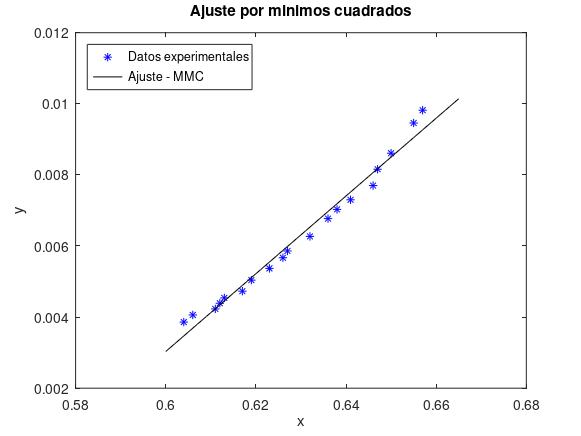 Ajuste por minimos cuadrados
0.012
Datos experimentales
Ajuste - MMC
0.01
0.008
y
0.006
0.004
0.002
0.58
0.6
0.62
0.64
0.66
0.68
x